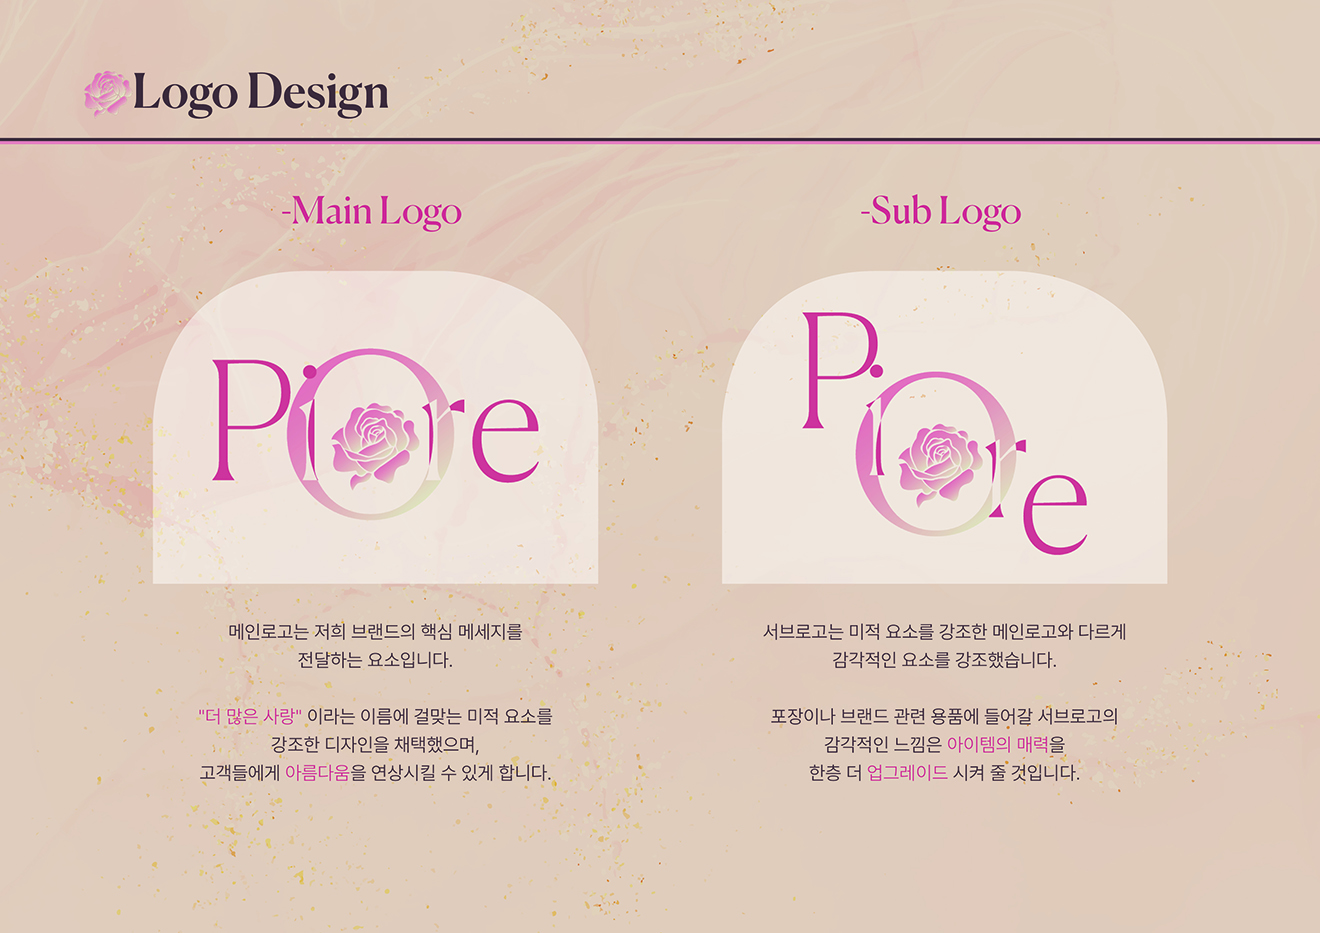 Logo Design
-Main Logo
PiOre
메인로고는 저희 브랜드의 핵심 메세지를
전달하는 요소입니다.
"더 많은 사랑" 이라는 이름에 걸맞는 미적 요소를
강조한 디자인을 채택했으며,
고객들에게 아름다움을 연상시킬 수 있게 합니다.
-Sub Logo
PiOre
서브로고는 미적 요소를 강조한 메인로고와 다르게
감각적인 요소를 강조했습니다.
포장이나 브랜드 관련 용품에 들어갈 서브로고의
감각적인 느낌은 아이템의 매력을
한층 더 업그레이드 시켜 줄 것입니다.